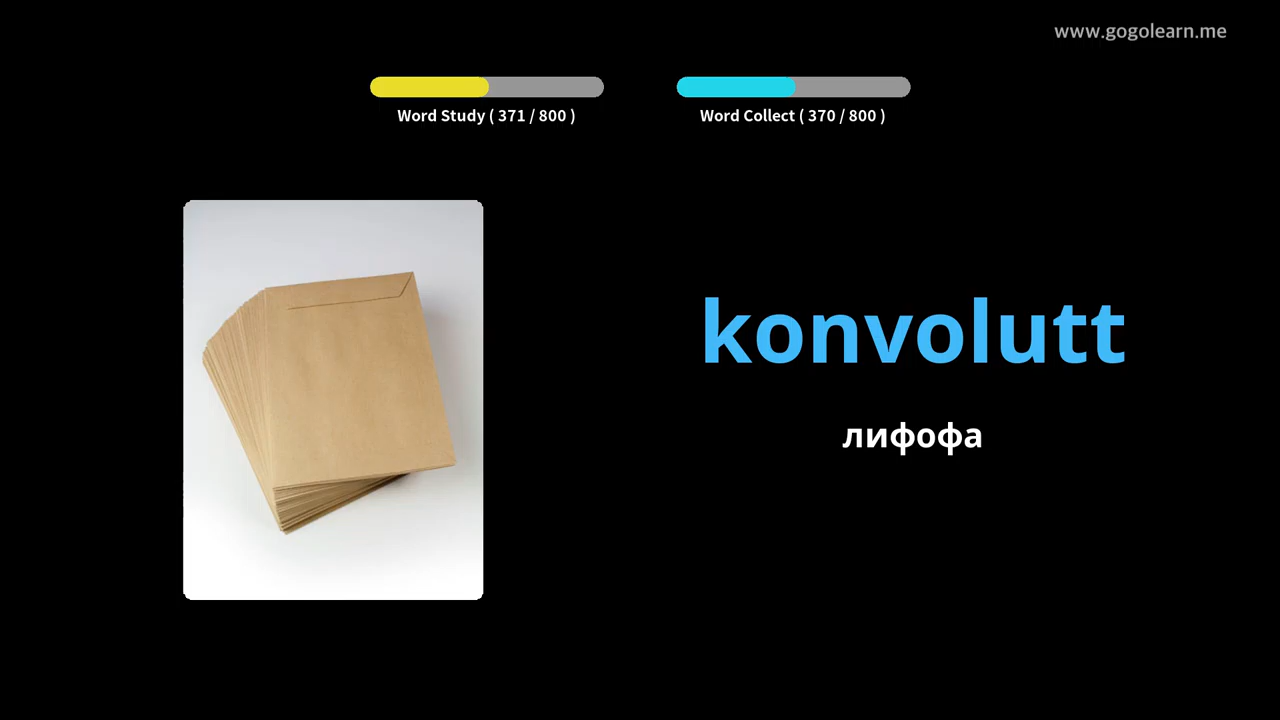 www.gogolearn.me
Word Study ( 371 / 800 )
Word Collect ( 370 / 800 )
konvolutt
лифофа